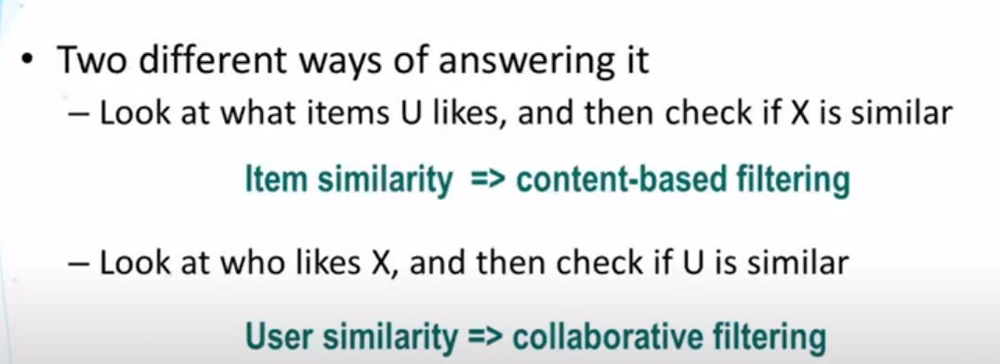 • Two different ways of answering it
– Look at what items U likes, and then check if X is similar
Item similarity => content-based filtering
– Look at who likes X, and then check if U is similar
User similarity => collaborative filtering